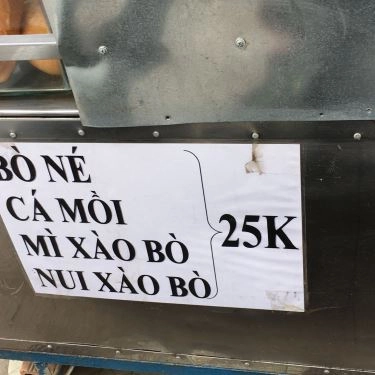 BÒ NÉ
CÁ MỒI
MÌ XÀO BÒ
NUI XÀO BÒ
25K